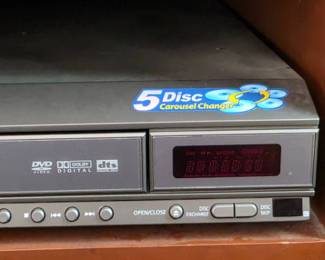 5 Disc
Carousel Changer
DVD
VIDEO
DOLBY
DIGITAL
dts
OPEN/CLOSE
DISC
EXCHANGE
DISC
SKIP